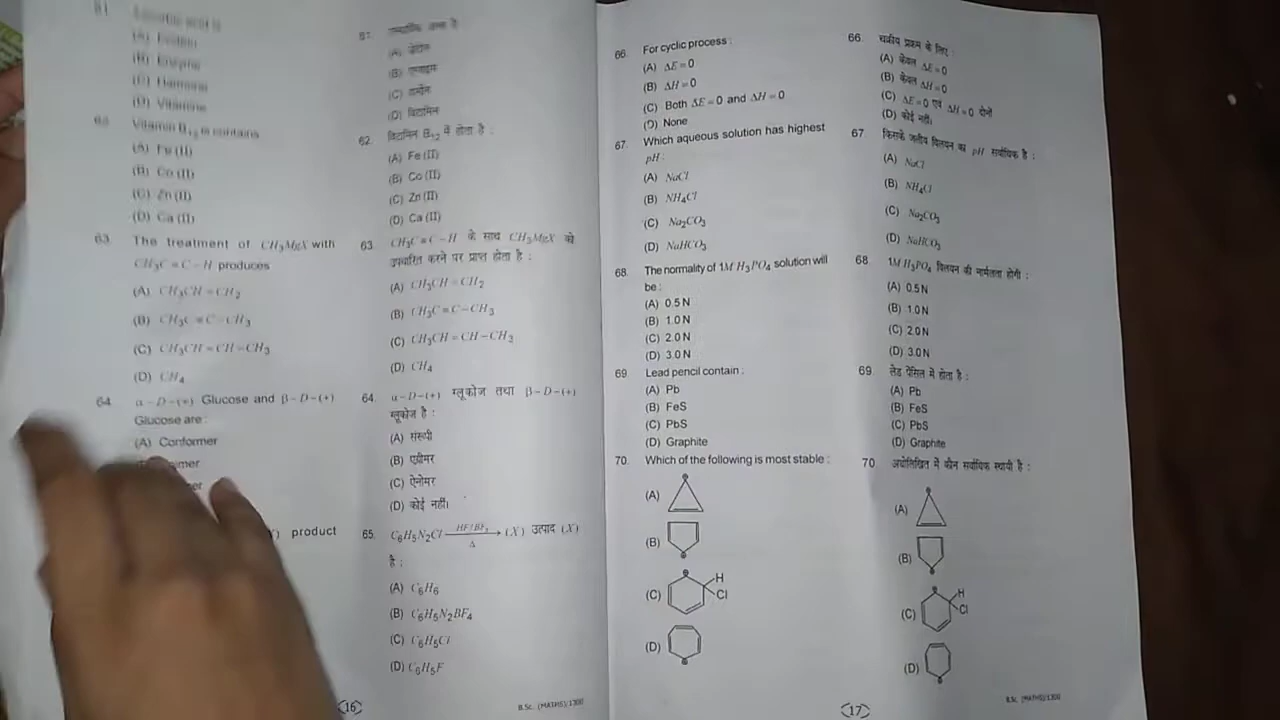 61
(A) Protein
(B) Enzyme
(C) Harmone
(D) Vitamine
62. Vitamin B12 is contains
(A) Fe (II)
(B) Co (II)
(C) Zn (II)
(D) Ca (II)
63. The treatment of CH3MgX with
CH3C ≡ C − H produces
(A) CH3CH = CH2
(B) CH3C ≡ C − CH3
(C) CH3CH = CH − CH3
(D) CH4
64. α − D − (+) Glucose and β − D − (+)
Glucose are :
(A) Conformer
product
61.
(B) एन्जाइम
(C) हार्मोन
(D) विटामिन
62. विटामिन B12 में होता है :
(A) Fe (II)
(B) Co (II)
(C) Zn (II)
(D) Ca (II)
63. CH3C ≡ C − H के साथ CH3MgX को
उपचारित करने पर प्राप्त होता है :
(A) CH3CH = CH2
(B) CH3C ≡ C − CH3
(C) CH3CH = CH − CH3
(D) CH4
64. α − D − (+) ग्लूकोज तथा β − D − (+)
ग्लूकोज है :
(A) संरूपी
(B) एपीमर
(C) ऐनोमर
(D) कोई नहीं।
65. C6H5N2Cl HF/BF3 Δ → (X) उत्पाद (X)
है :
(A) C6H6
(B) C6H5N2BF4
(C) C6H5Cl
(D) C6H5F
16
B.Sc. (MATHS)/1300
66. For cyclic process :
(A) ΔE = 0
(B) ΔH = 0
(C) Both ΔE = 0 and ΔH = 0
(D) None
67. Which aqueous solution has highest
pH :
(A) NaCl
(B) NH4Cl
(C) Na2CO3
(D) NaHCO3
68. The normality of 1M H3PO4 solution will
be :
(A) 0.5 N
(B) 1.0 N
(C) 2.0 N
(D) 3.0 N
69. Lead pencil contain :
(A) Pb
(B) FeS
(C) PbS
(D) Graphite
70. Which of the following is most stable :
(A)
(B)
(C) H Cl
(D)
66. चक्रीय प्रक्रम के लिए :
(A) केवल ΔE = 0
(B) केवल ΔH = 0
(C) ΔE = 0 एवं ΔH = 0 दोनों
(D) कोई नहीं।
67. किसके जलीय विलयन का pH सर्वाधिक है :
(A) NaCl
(B) NH4Cl
(C) Na2CO3
(D) NaHCO3
68. 1M H3PO4 विलयन की नार्मलता होगी :
(A) 0.5 N
(B) 1.0 N
(C) 2.0 N
(D) 3.0 N
69. लेड पेंसिल में होता है :
(A) Pb
(B) FeS
(C) PbS
(D) Graphite
70. अधोलिखित में कौन सर्वाधिक स्थायी है :
(A)
(B)
(C) H Cl
(D)
17
B.Sc. (MATHS)/1300